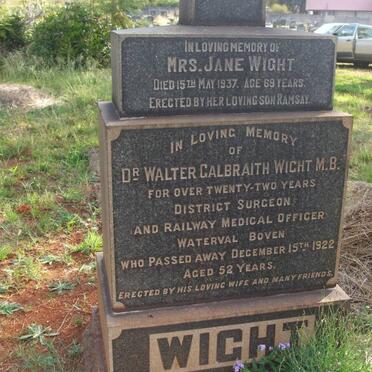 IN LOVING MEMORY OF
MRS. JANE WIGHT
DIED 15TH MAY 1937. AGE 69 YEARS.
ERECTED BY HER LOVING SON RAMSAY.
IN LOVING MEMORY
OF
DR WALTER GALBRAITH WIGHT M.B.
FOR OVER TWENTY-TWO YEARS
DISTRICT SURGEON
AND RAILWAY MEDICAL OFFICER
WATERVAL BOVEN
WHO PASSED AWAY DECEMBER 15TH 1922
AGED 52 YEARS.
ERECTED BY HIS LOVING WIFE AND MANY FRIENDS.
WIGHT